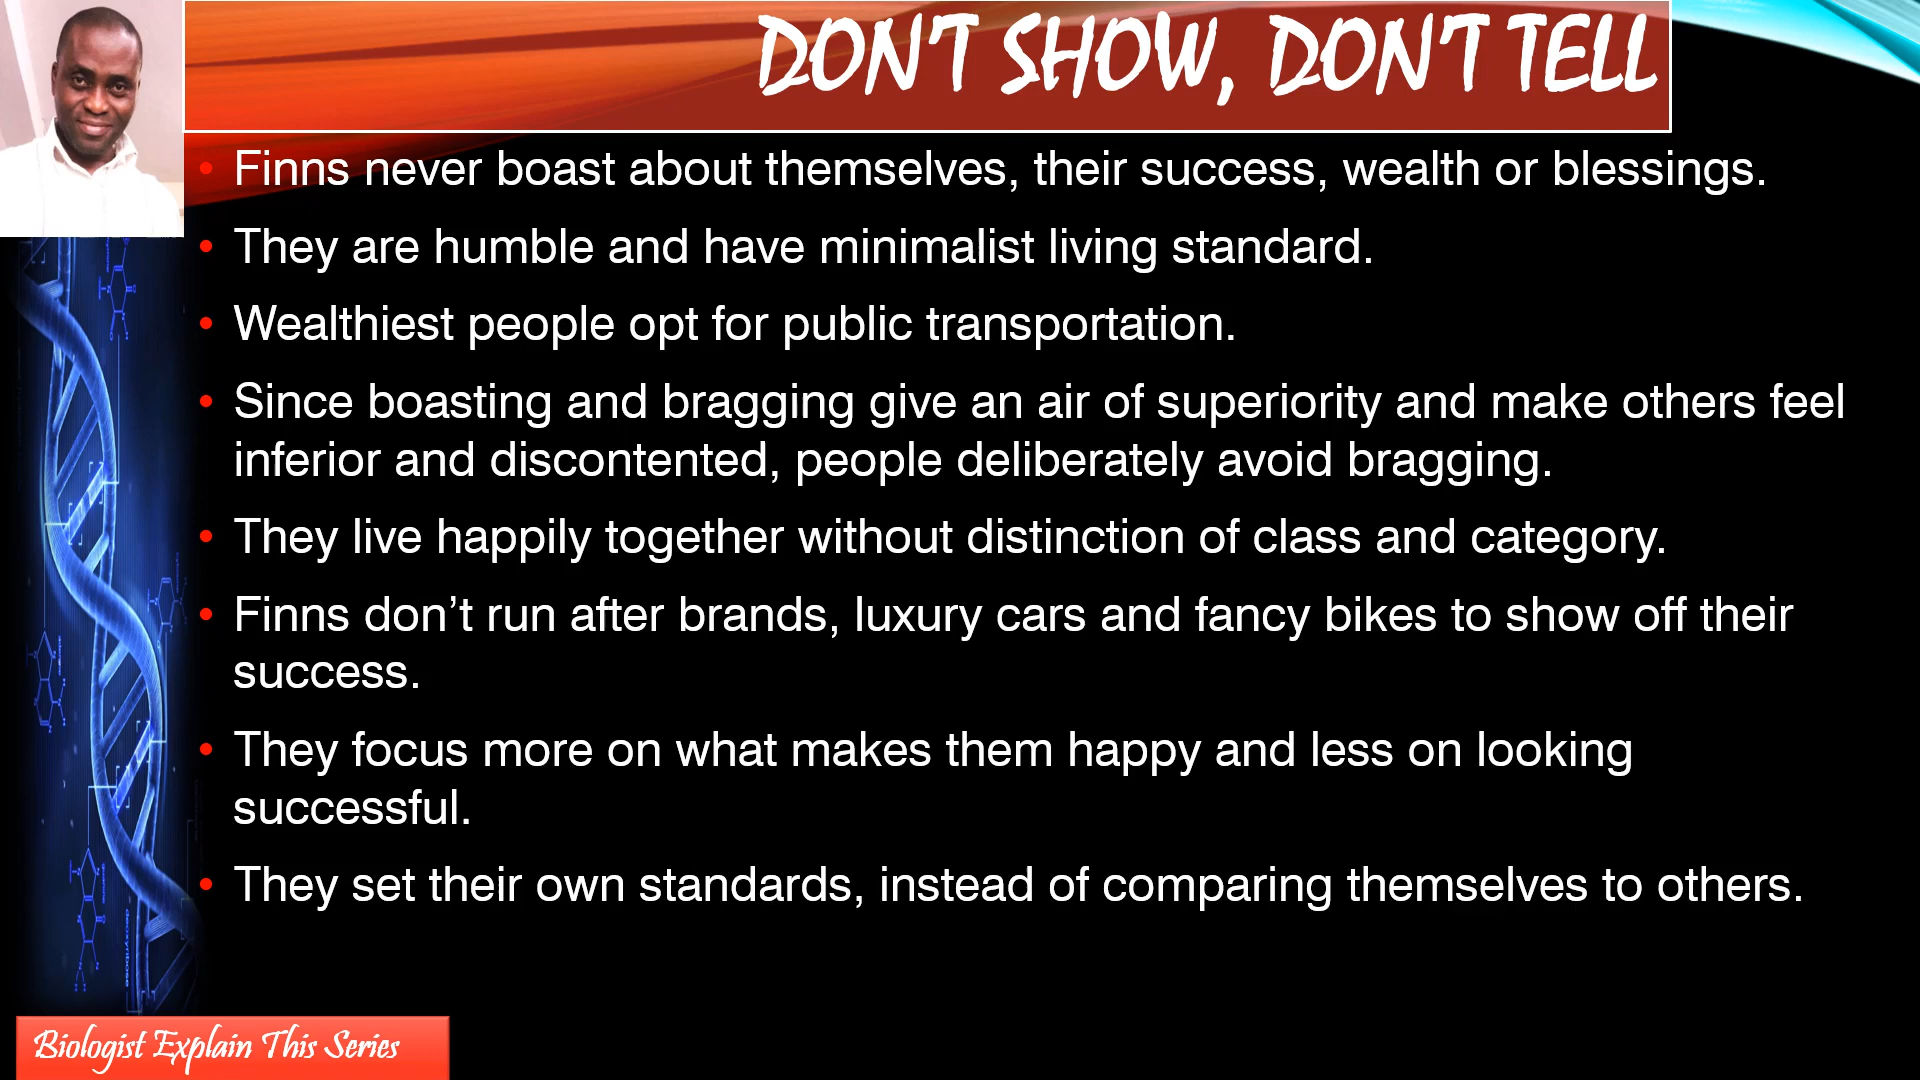 DON'T SHOW, DON'T TELL
• Finns never boast about themselves, their success, wealth or blessings.
• They are humble and have minimalist living standard.
• Wealthiest people opt for public transportation.
• Since boasting and bragging give an air of superiority and make others feel
inferior and discontented, people deliberately avoid bragging.
• They live happily together without distinction of class and category.
• Finns don’t run after brands, luxury cars and fancy bikes to show off their
success.
• They focus more on what makes them happy and less on looking
successful.
• They set their own standards, instead of comparing themselves to others.
Biologist Explain This Series